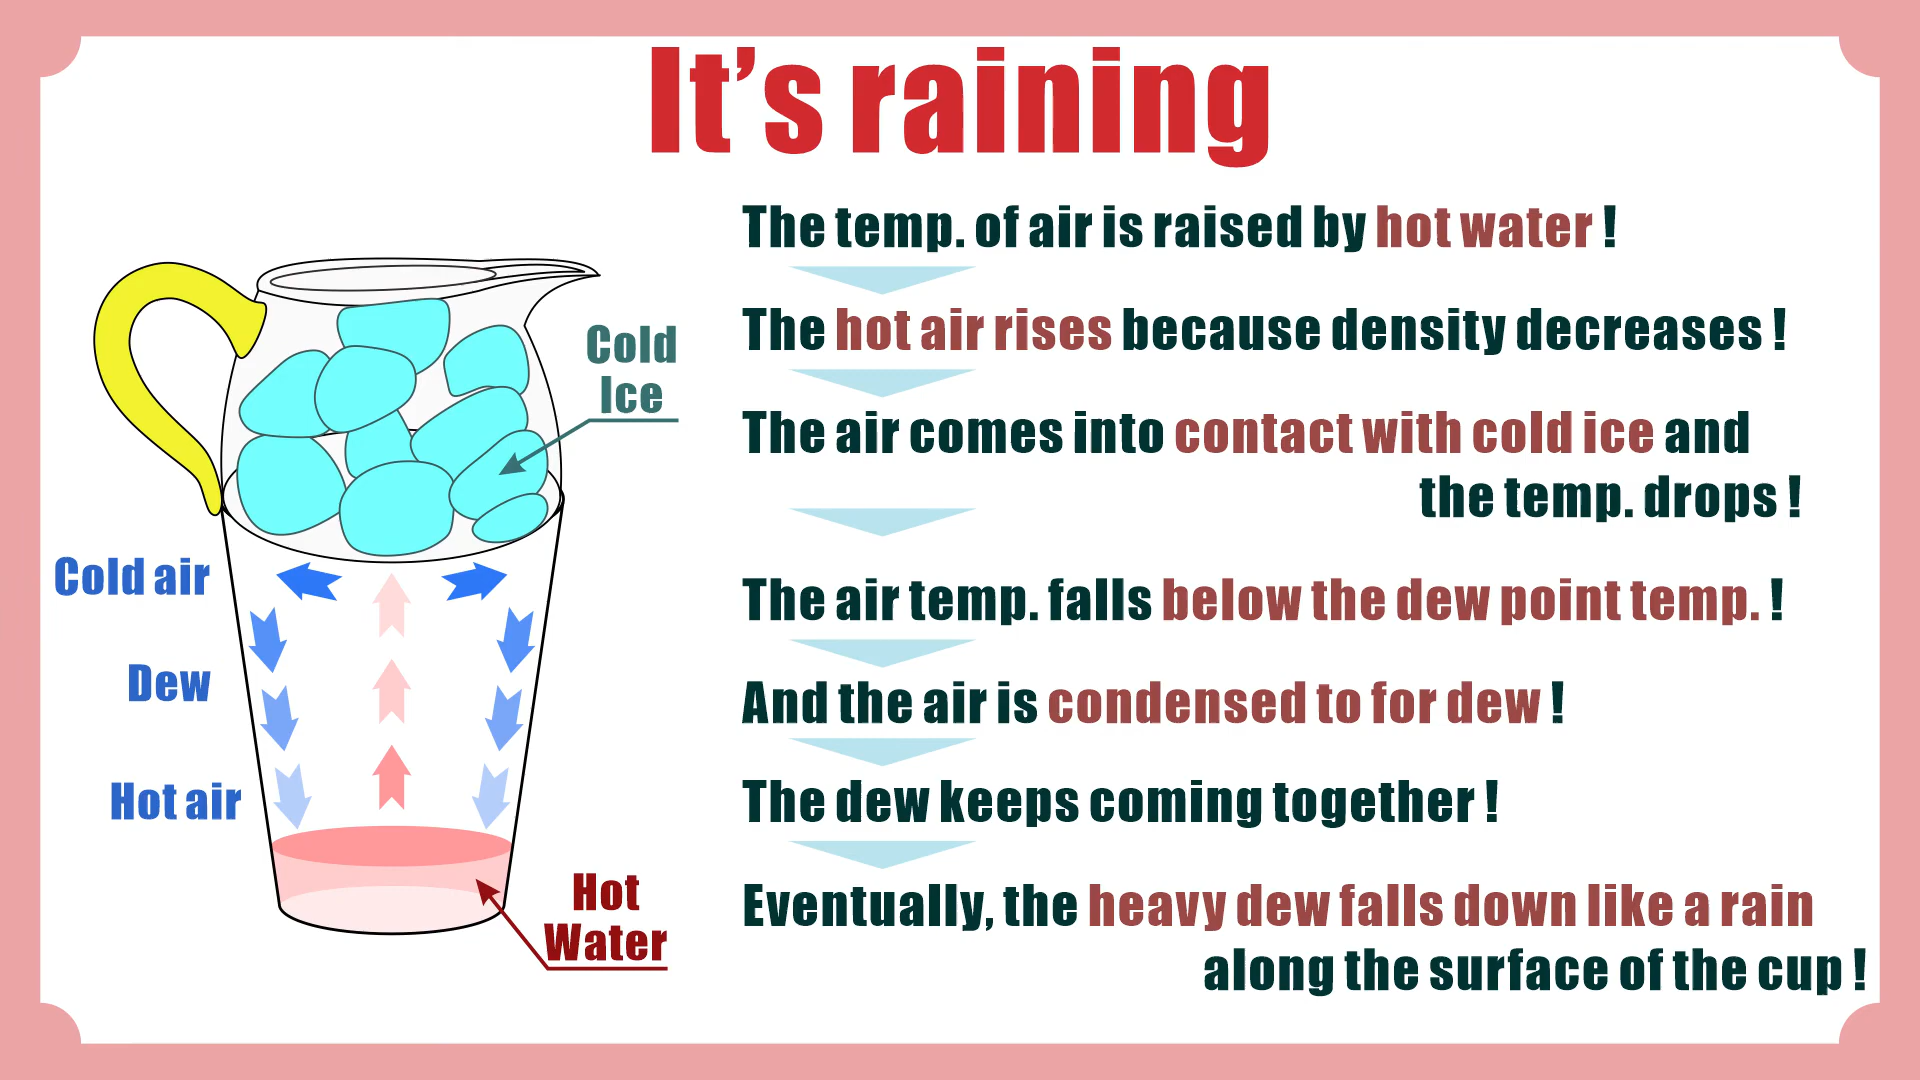 It's raining
The temp. of air is raised by hot water !
The hot air rises because density decreases !
The air comes into contact with cold ice and
the temp. drops !
The air temp. falls below the dew point temp. !
And the air is condensed to for dew !
The dew keeps coming together !
Eventually, the heavy dew falls down like a rain
along the surface of the cup !
Cold
Ice
Cold air
Dew
Hot air
Hot
Water